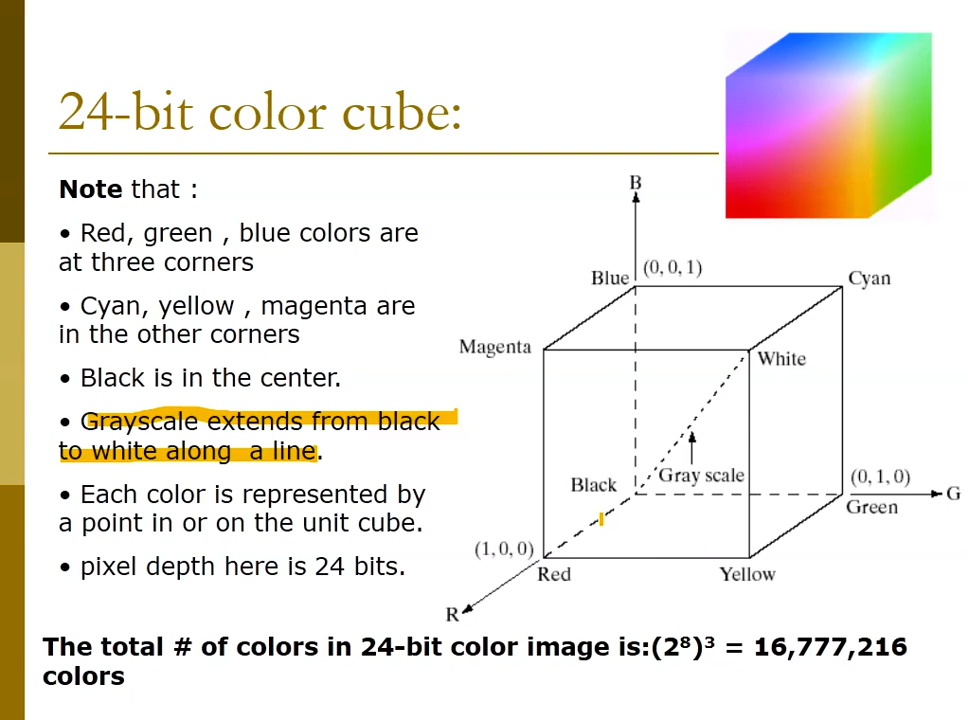 24-bit color cube:
Note that :
• Red, green , blue colors are
at three corners
• Cyan, yellow , magenta are
in the other corners
• Black is in the center.
• Grayscale extends from black
to white along a line.
• Each color is represented by
a point in or on the unit cube.
• pixel depth here is 24 bits.
B
Blue (0, 0, 1)
Cyan
Magenta
White
Gray scale
Black
(0, 1, 0)
G
Green
(1, 0, 0)
Red
Yellow
R
The total # of colors in 24-bit color image is:(2⁸)³ = 16,777,216
colors